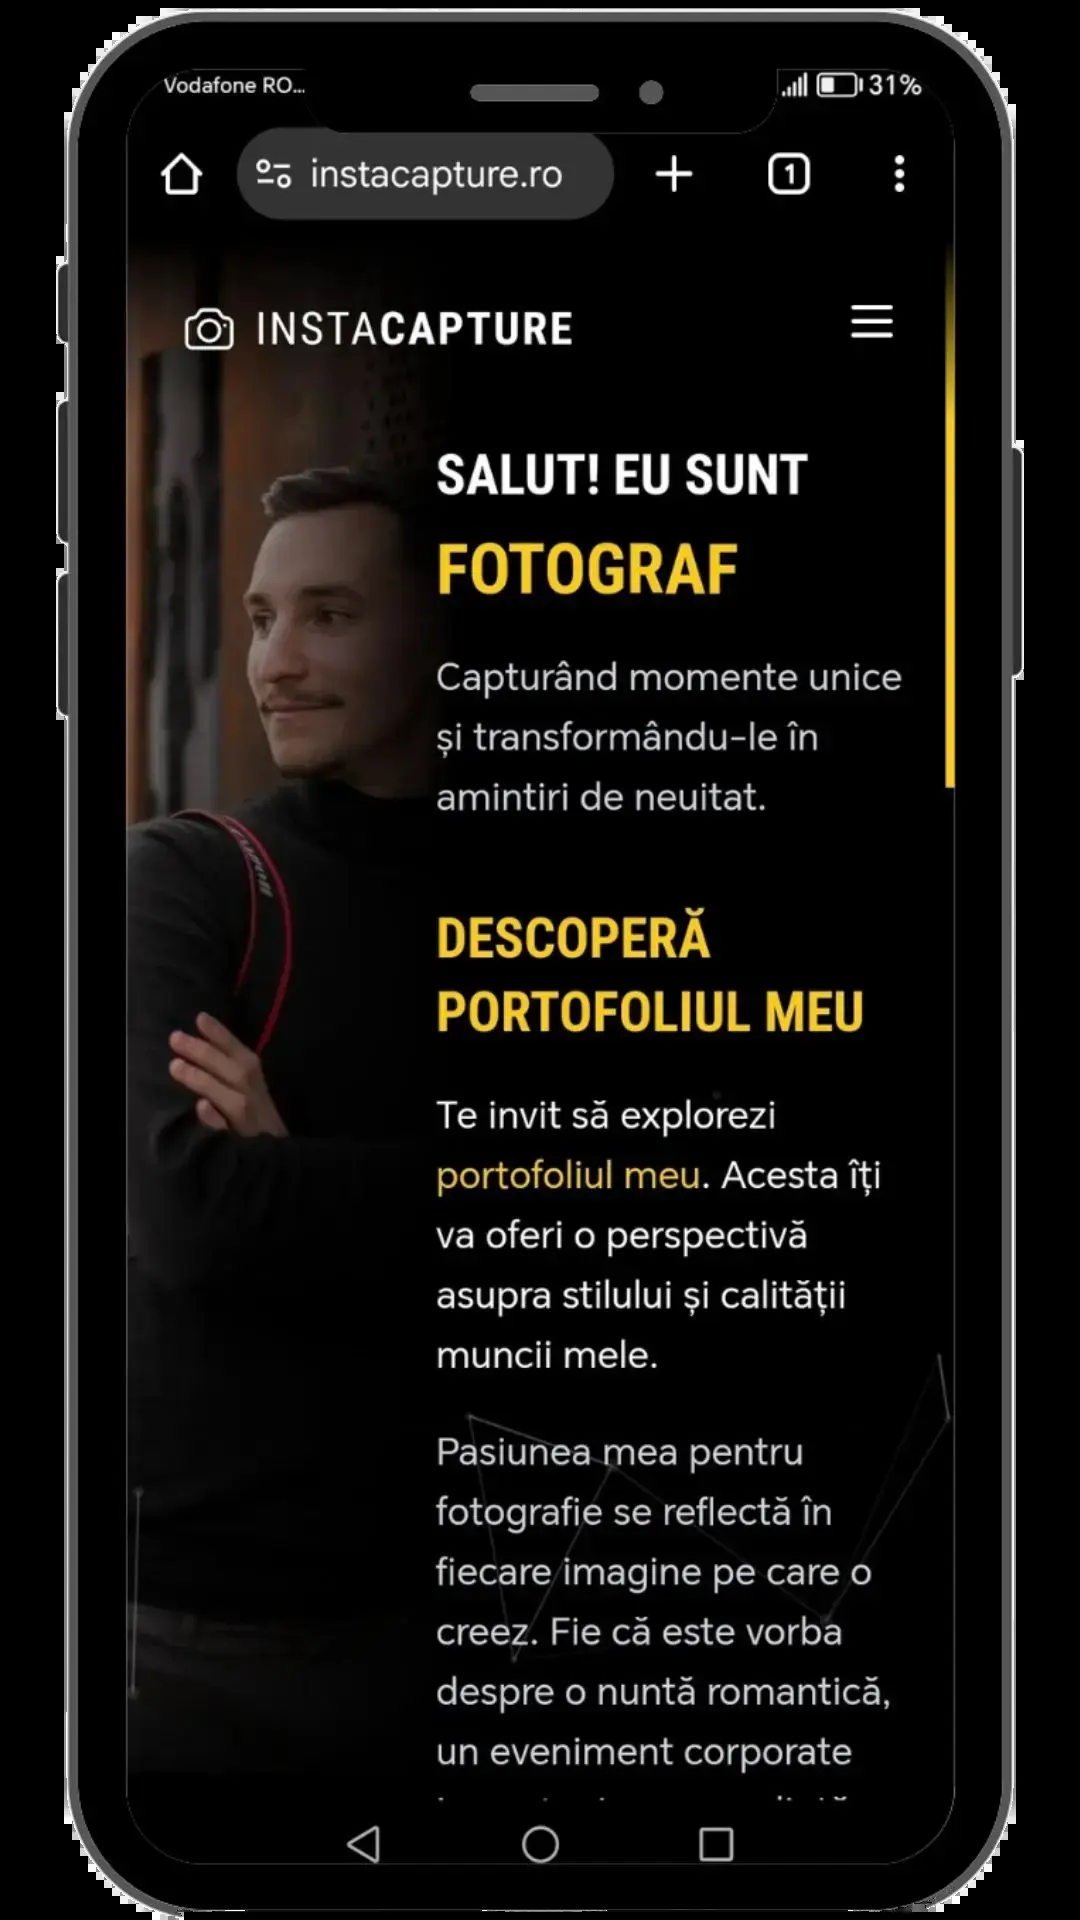 Vodafone RO...
31%
instacapture.ro
1
INSTACAPTURE
SALUT! EU SUNT
FOTOGRAF
Capturând momente unice
și transformându-le în
amintiri de neuitat.
DESCOPERĂ
PORTOFOLIUL MEU
Te invit să explorezi
portofoliul meu. Acesta îți
va oferi o perspectivă
asupra stilului și calității
muncii mele.
Pasiunea mea pentru
fotografie se reflectă în
fiecare imagine pe care o
creez. Fie că este vorba
despre o nuntă romantică,
un eveniment corporate